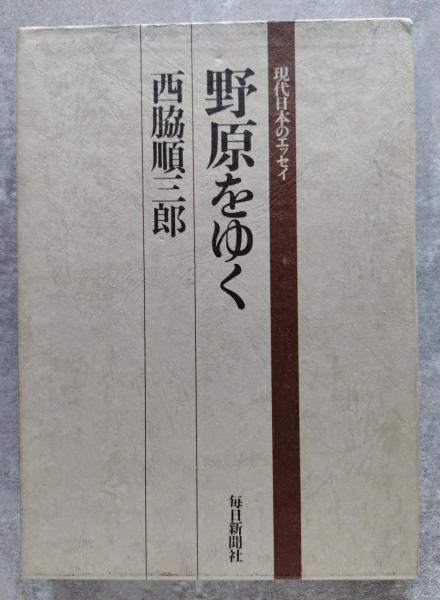 現代日本のエッセイ
野原をゆく
西脇順三郎
毎日新聞社